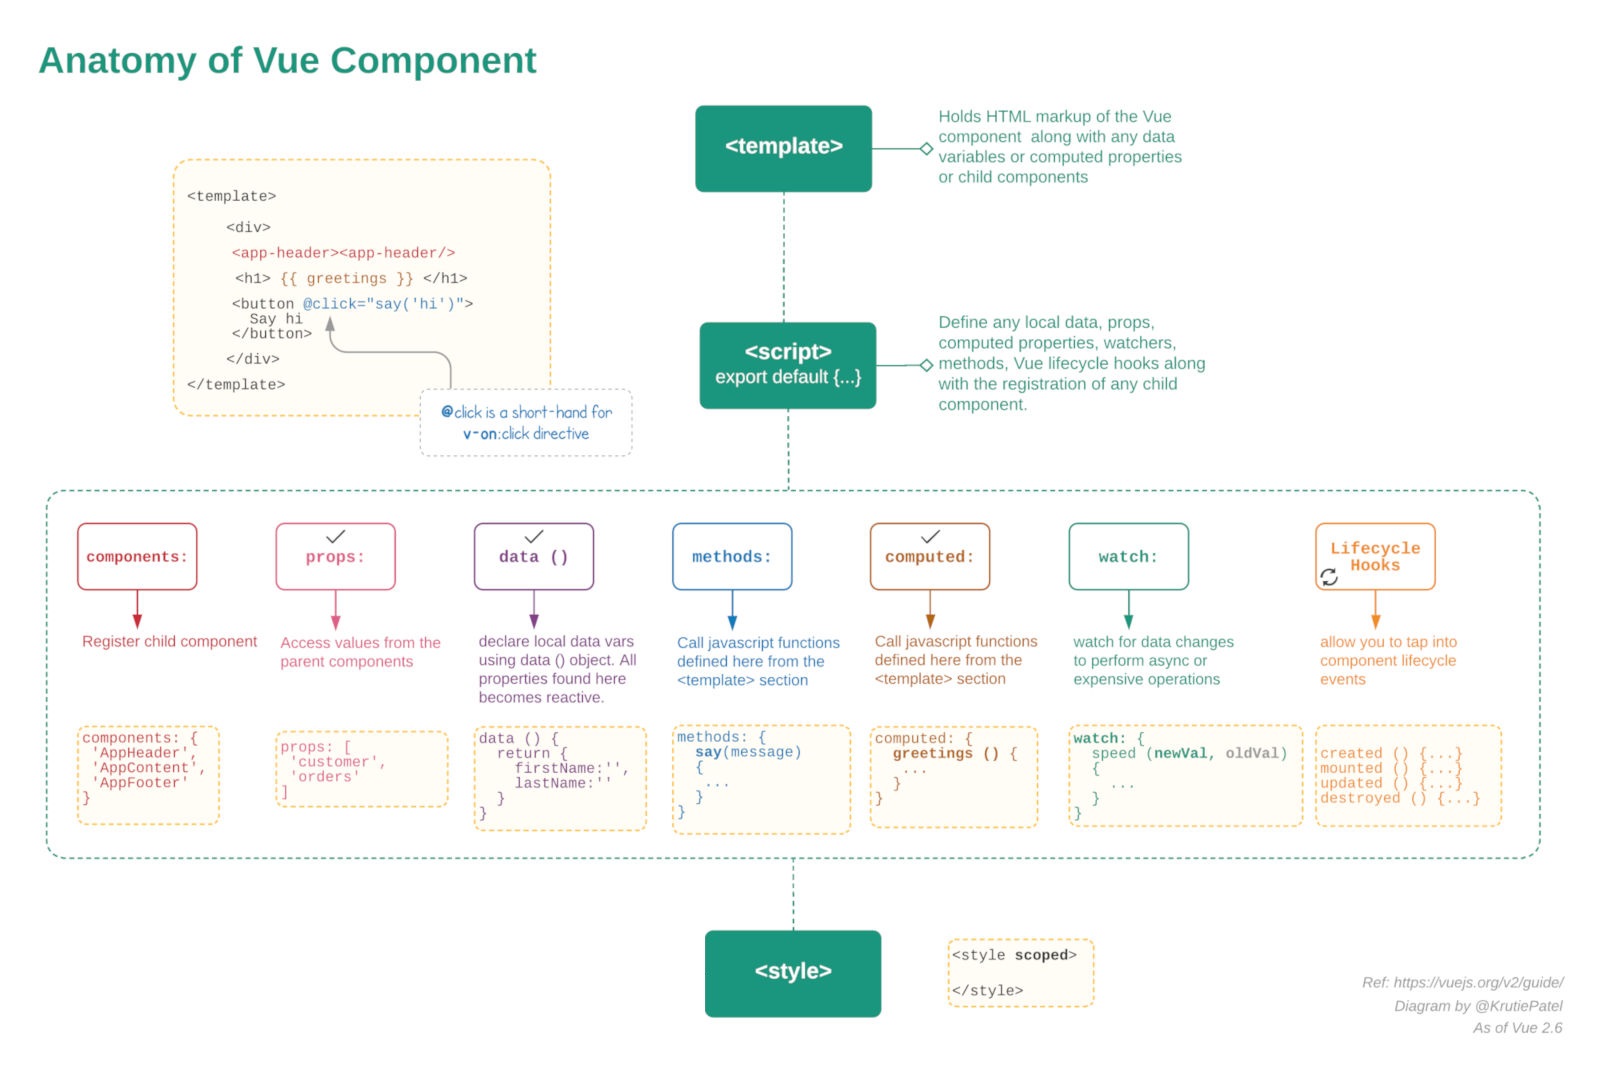 Anatomy of Vue Component
<template>
Holds HTML markup of the Vue
component along with any data
variables or computed properties
or child components
<template>
<div>
<app-header><app-header/>
<h1> {{ greetings }} </h1>
<button @click="say('hi')">
Say hi
</button>
</div>
</template>
@click is a short-hand for
v-on:click directive
<script>
export default {...}
Define any local data, props,
computed properties, watchers,
methods, Vue lifecycle hooks along
with the registration of any child
component.
components:
Register child component
components: {
'AppHeader',
'AppContent',
'AppFooter'
}
props:
Access values from the
parent components
props: [
'customer',
'orders'
]
data ()
declare local data vars
using data () object. All
properties found here
becomes reactive.
data () {
return {
firstName:'',
lastName:''
}
}
methods:
Call javascript functions
defined here from the
<template> section
methods: {
say(message)
{
...
}
}
computed:
Call javascript functions
defined here from the
<template> section
computed: {
greetings () {
...
}
}
watch:
watch for data changes
to perform async or
expensive operations
watch: {
speed (newVal, oldVal)
{
...
}
}
Lifecycle
Hooks
allow you to tap into
component lifecycle
events
created () {...}
mounted () {...}
updated () {...}
destroyed () {...}
<style>
<style scoped>
</style>
Ref: https://vuejs.org/v2/guide/
Diagram by @KrutiePatel
As of Vue 2.6